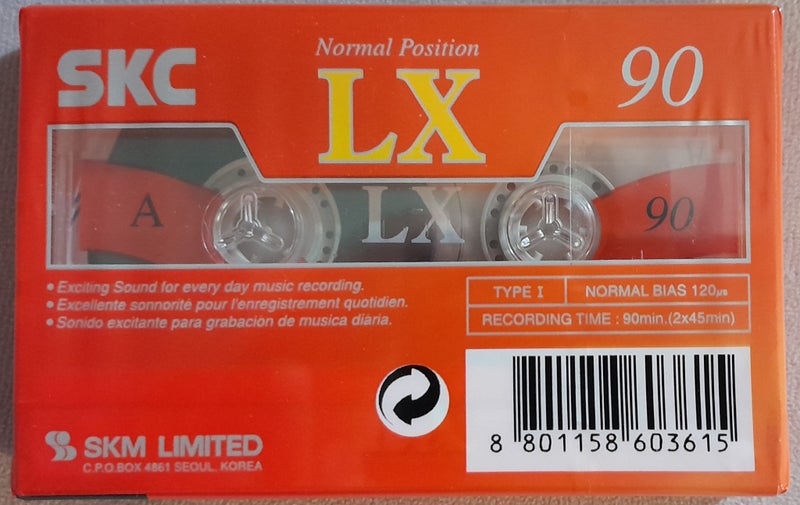 SKC
Normal Position
LX
90
A
LX
90
• Exciting Sound for every day music recording.
• Excellente sonnorité pour l'enregistrement quotidien.
• Sonido excitante para grabación de musica diaria.
TYPE I
NORMAL BIAS 120µs
RECORDING TIME : 90min.(2x45min)
8 801158 603615
SKM LIMITED
C.P.O.BOX 4861 SEOUL, KOREA